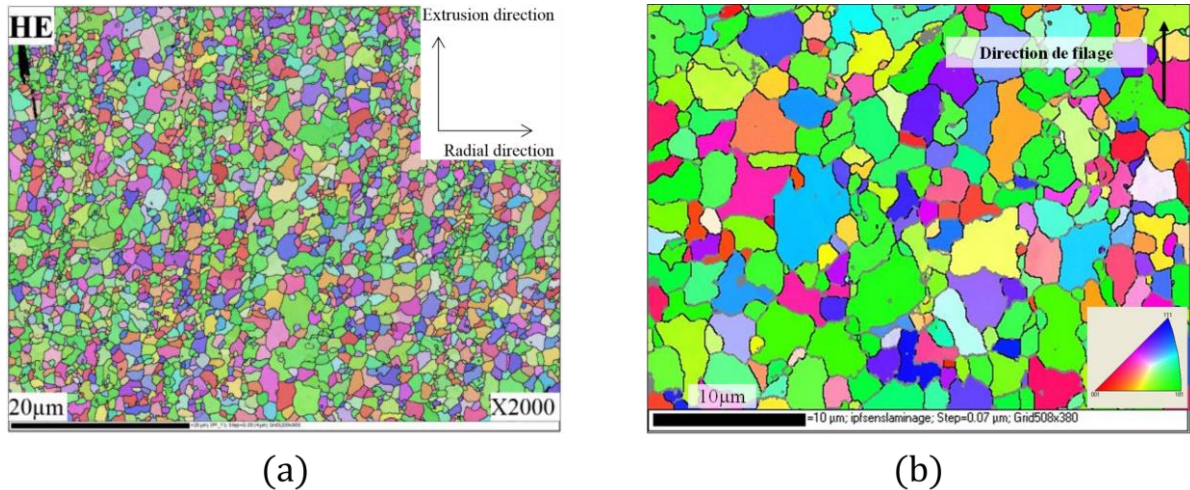 HE
Extrusion direction
Radial direction
20µm
X2000
(a)
Direction de filage
111
001
101
10µm
=10 µm; ipfsenslaminage; Step=0.07 µm; Grid508x380
(b)